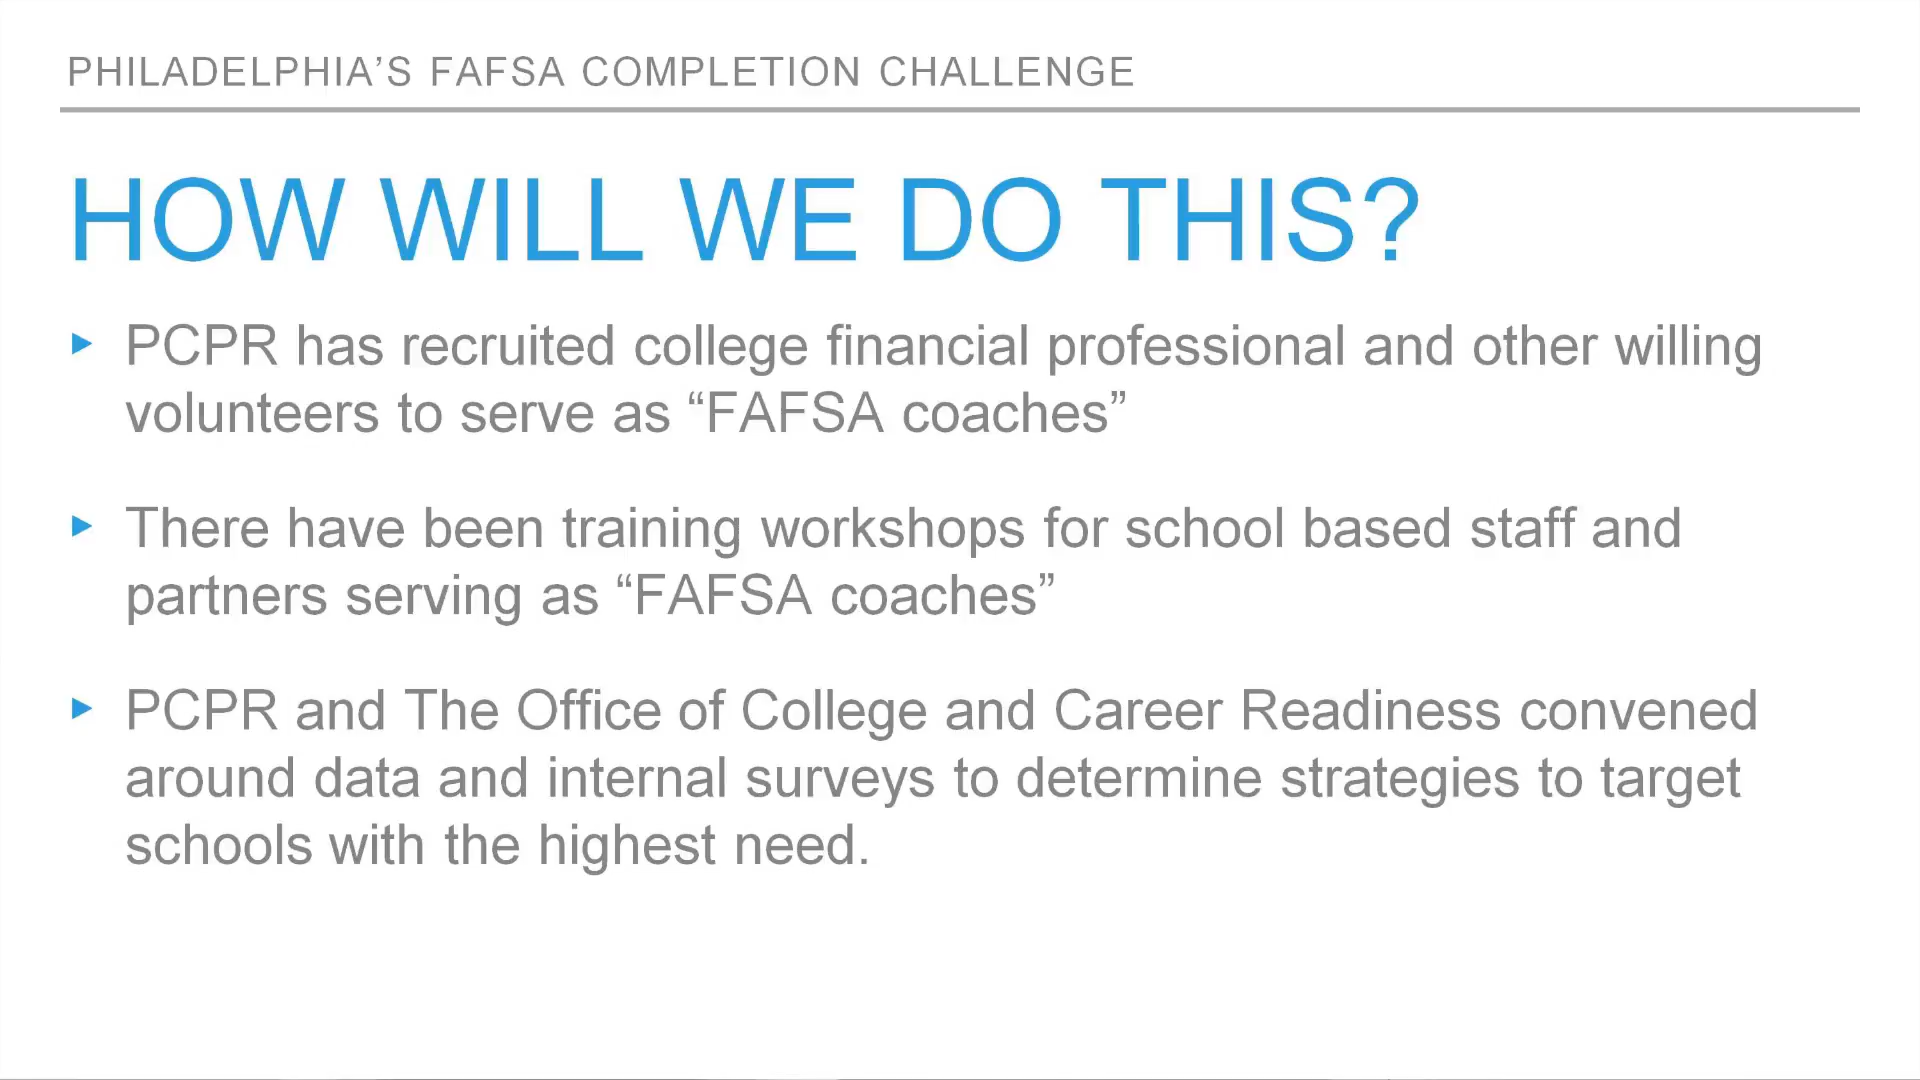 PHILADELPHIA’S FAFSA COMPLETION CHALLENGE
HOW WILL WE DO THIS?
PCPR has recruited college financial professional and other willing
volunteers to serve as “FAFSA coaches”
There have been training workshops for school based staff and
partners serving as “FAFSA coaches”
PCPR and The Office of College and Career Readiness convened
around data and internal surveys to determine strategies to target
schools with the highest need.